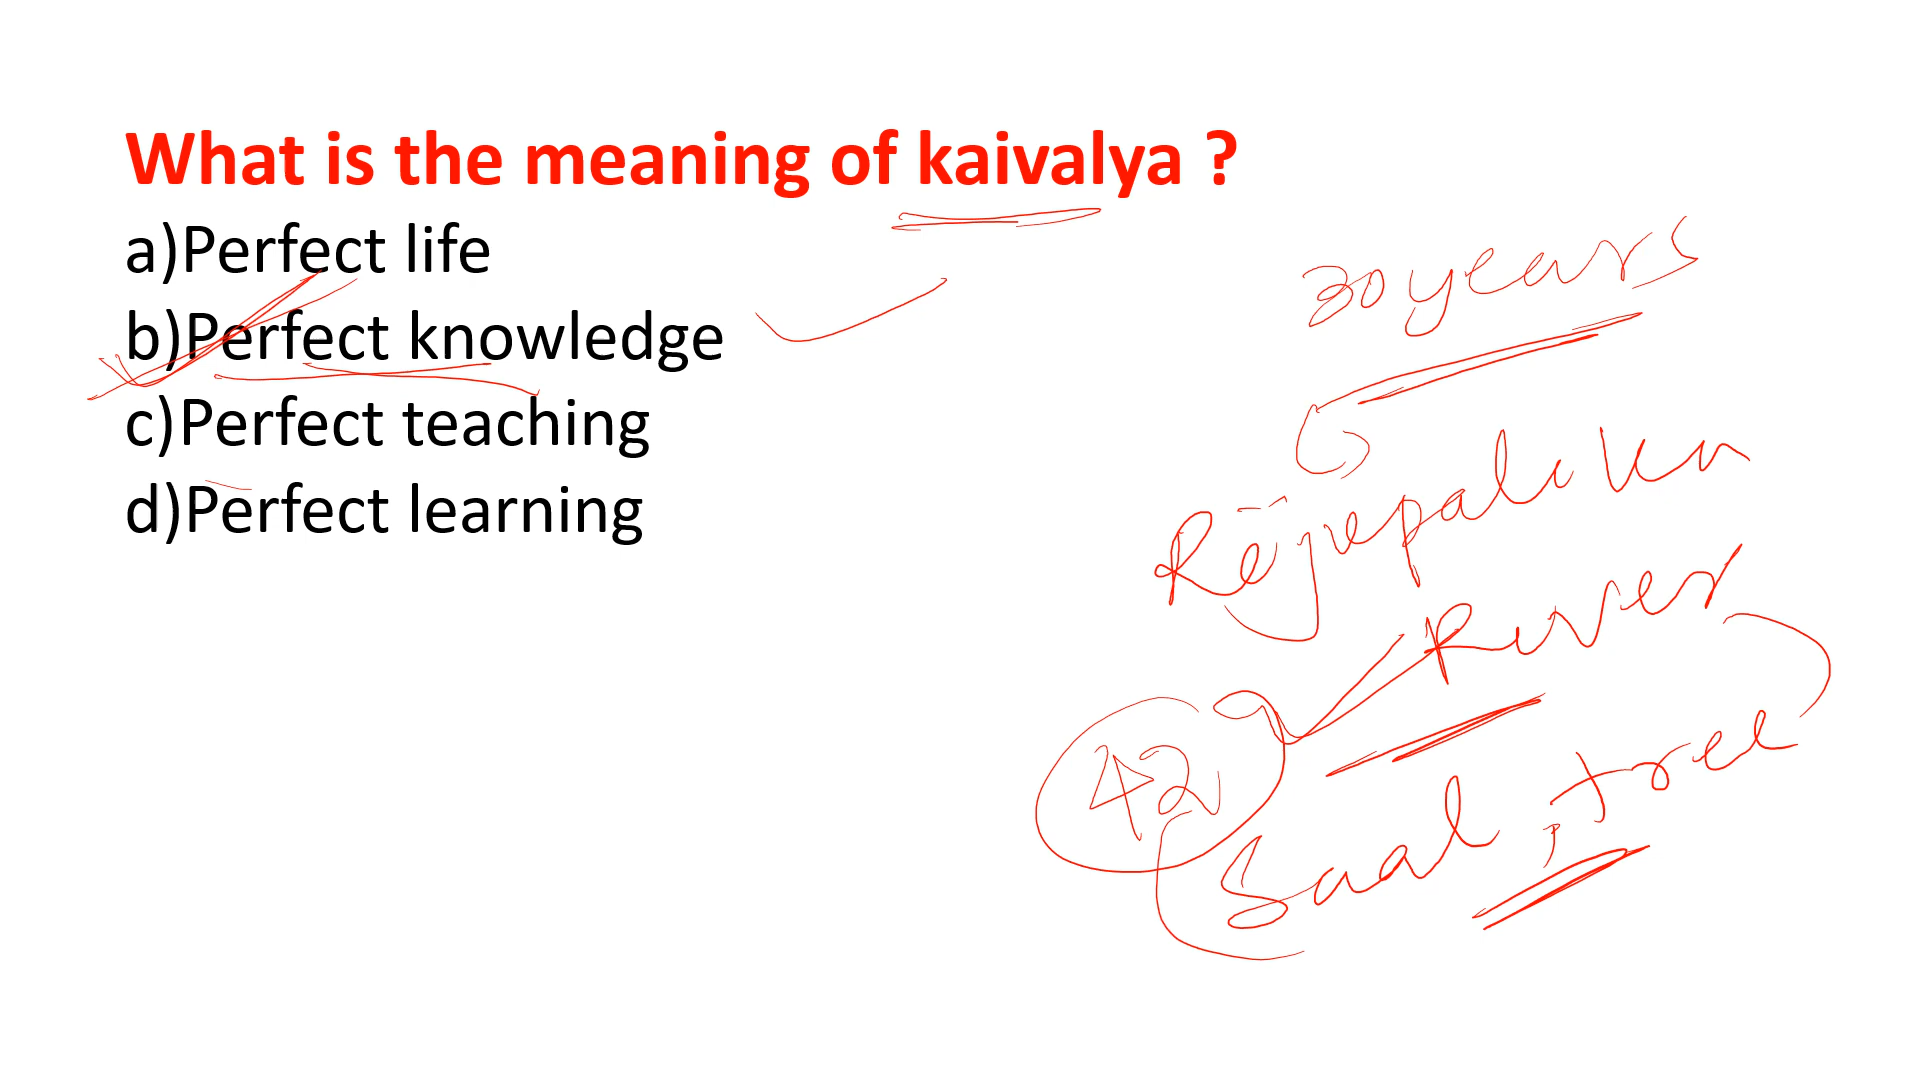 What is the meaning of kaivalya ?
a)Perfect life
b)Perfect knowledge
c)Perfect teaching
d)Perfect learning
30 years
River
42
Saal tree